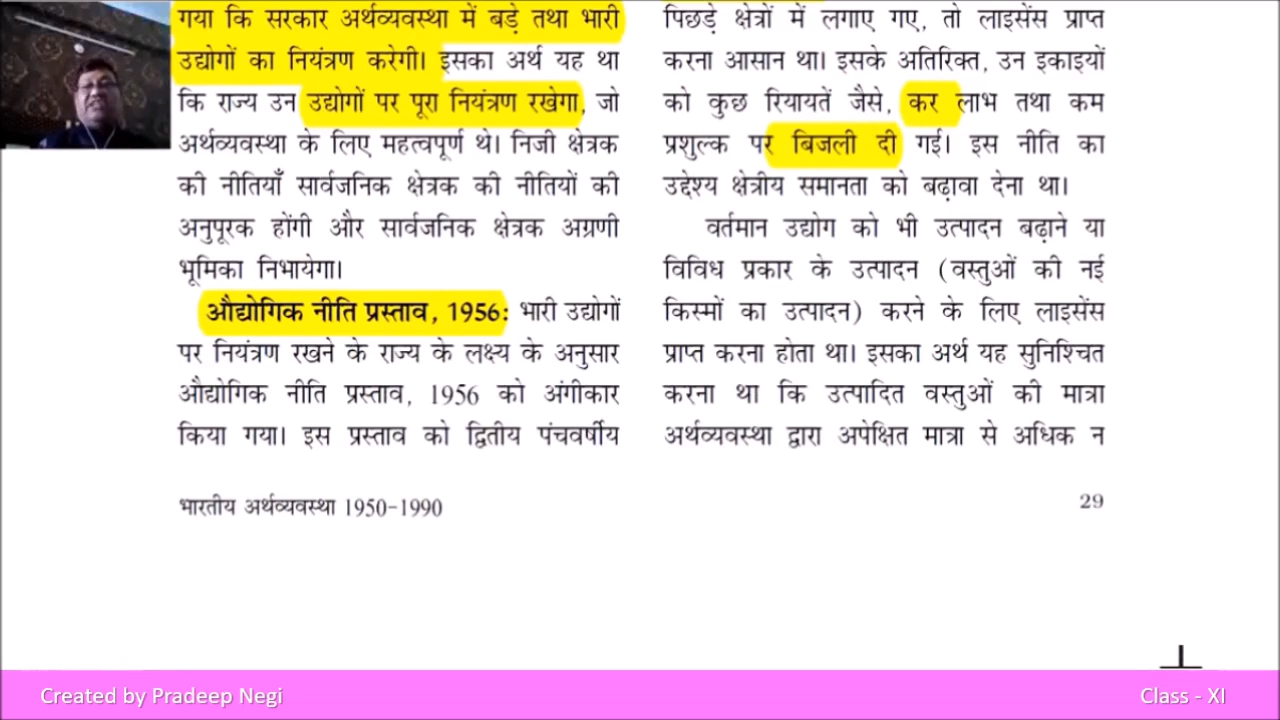 गया कि सरकार अर्थव्यवस्था में बड़े तथा भारी
उद्योगों का नियंत्रण करेगी। इसका अर्थ यह था
कि राज्य उन उद्योगों पर पूरा नियंत्रण रखेगा, जो
अर्थव्यवस्था के लिए महत्वपूर्ण थे। निजी क्षेत्रक
की नीतियाँ सार्वजनिक क्षेत्रक की नीतियों की
अनुपूरक होंगी और सार्वजनिक क्षेत्रक अग्रणी
भूमिका निभायेगा।
औद्योगिक नीति प्रस्ताव, 1956: भारी उद्योगों
पर नियंत्रण रखने के राज्य के लक्ष्य के अनुसार
औद्योगिक नीति प्रस्ताव, 1956 को अंगीकार
किया गया। इस प्रस्ताव को द्वितीय पंचवर्षीय
पिछड़े क्षेत्रों में लगाए गए, तो लाइसेंस प्राप्त
करना आसान था। इसके अतिरिक्त, उन इकाइयों
को कुछ रियायतें जैसे, कर लाभ तथा कम
प्रशुल्क पर बिजली दी गई। इस नीति का
उद्देश्य क्षेत्रीय समानता को बढ़ावा देना था।
वर्तमान उद्योग को भी उत्पादन बढ़ाने या
विविध प्रकार के उत्पादन (वस्तुओं की नई
किस्मों का उत्पादन) करने के लिए लाइसेंस
प्राप्त करना होता था। इसका अर्थ यह सुनिश्चित
करना था कि उत्पादित वस्तुओं की मात्रा
अर्थव्यवस्था द्वारा अपेक्षित मात्रा से अधिक न
भारतीय अर्थव्यवस्था 1950-1990
29
Created by Pradeep Negi
Class - XI